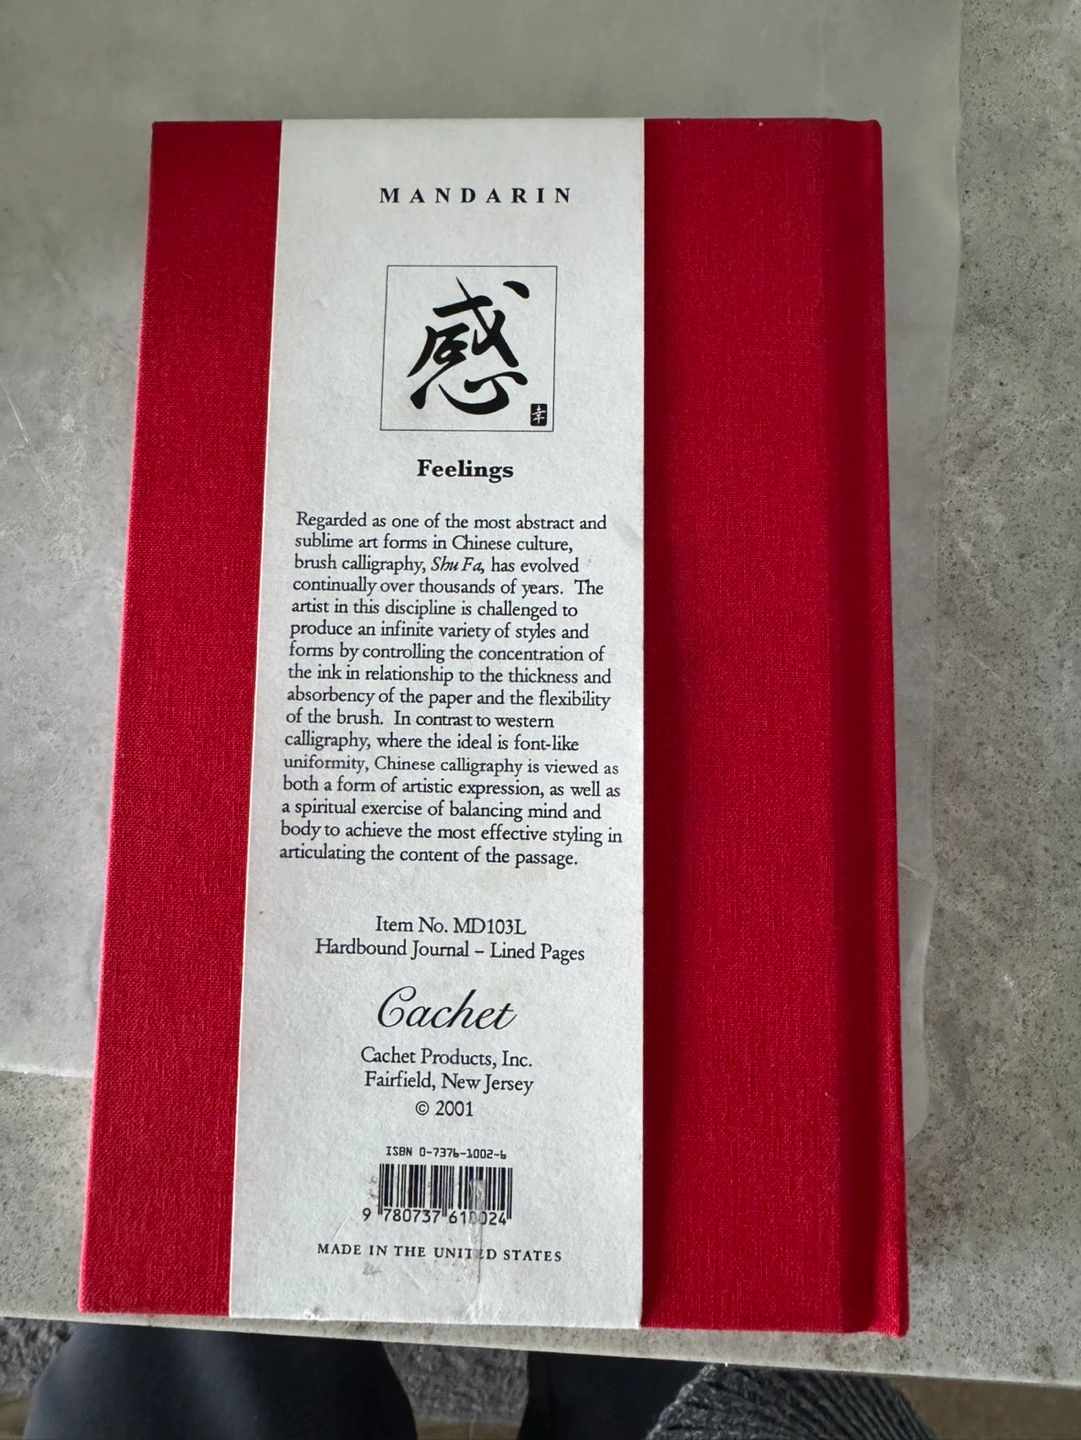 MANDARIN
感
幸
Feelings
Regarded as one of the most abstract and
sublime art forms in Chinese culture,
brush calligraphy, Shu Fa, has evolved
continually over thousands of years. The
artist in this discipline is challenged to
produce an infinite variety of styles and
forms by controlling the concentration of
the ink in relationship to the thickness and
absorbency of the paper and the flexibility
of the brush. In contrast to western
calligraphy, where the ideal is font-like
uniformity, Chinese calligraphy is viewed as
both a form of artistic expression, as well as
a spiritual exercise of balancing mind and
body to achieve the most effective styling in
articulating the content of the passage.
Item No. MD103L
Hardbound Journal – Lined Pages
Cachet
Cachet Products, Inc.
Fairfield, New Jersey
© 2001
ISBN 0-7376-1002-6
9 780737 610024
MADE IN THE UNITED STATES